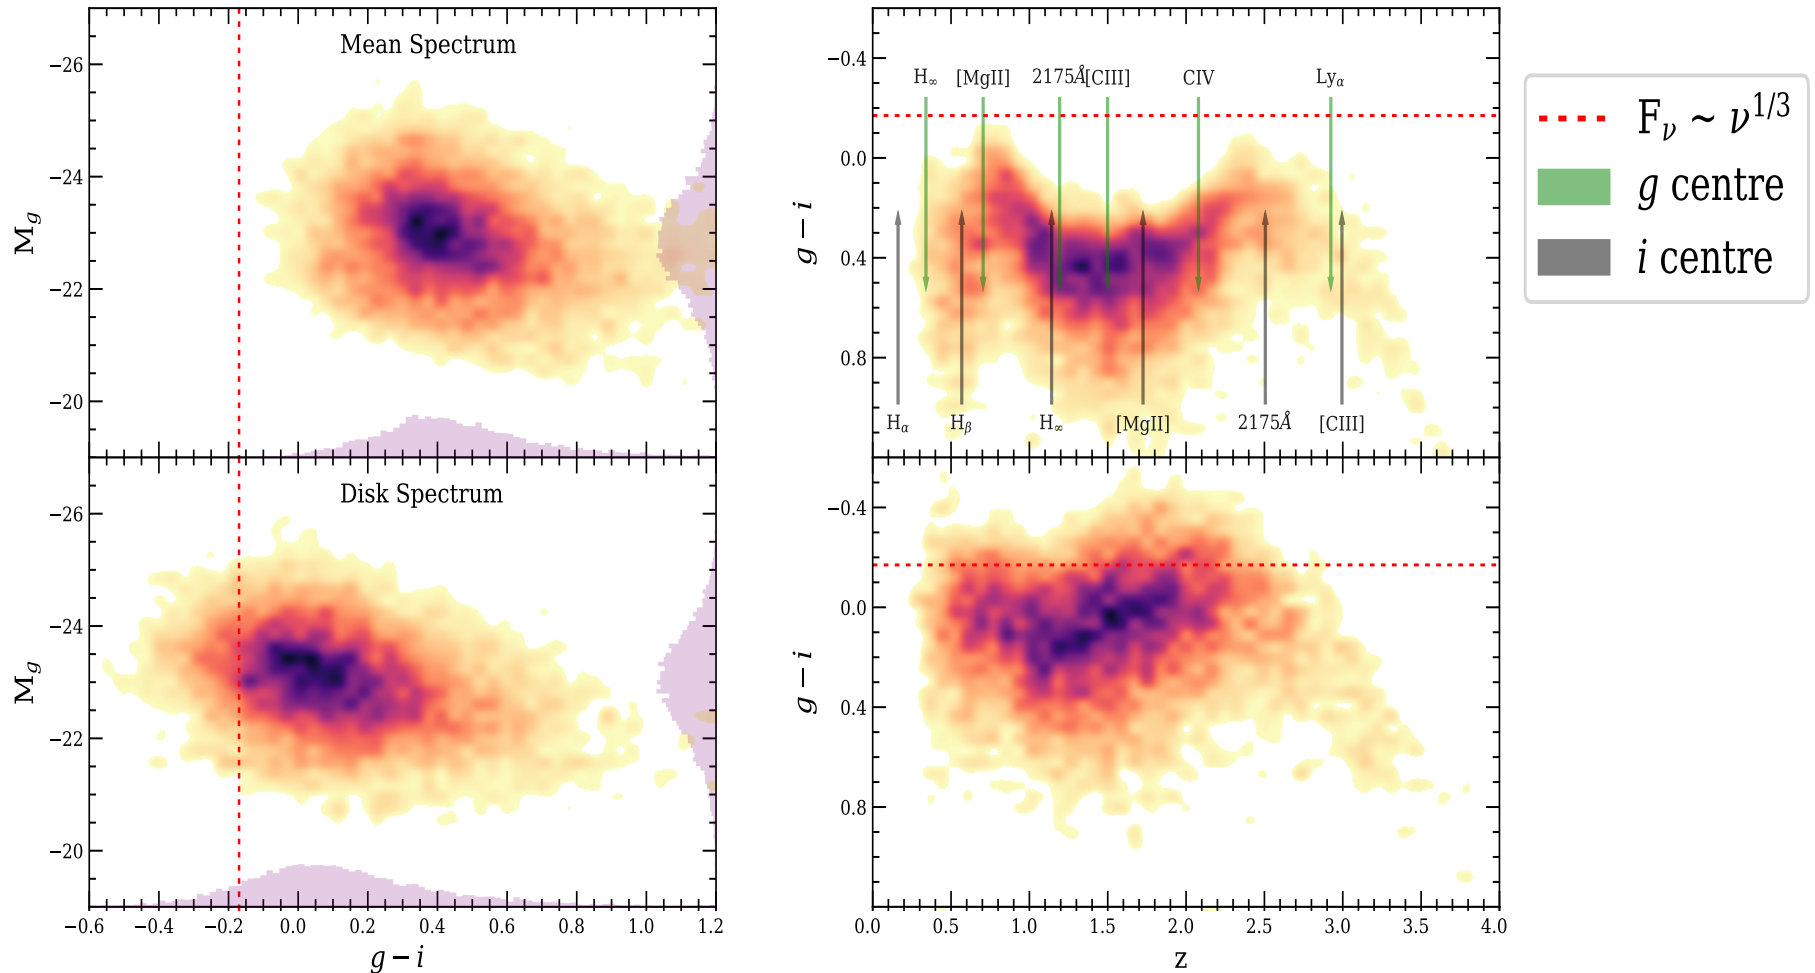 Mean Spectrum
−26
−24
−22
−20
M_g
Disk Spectrum
−26
−24
−22
−20
M_g
−0.6 −0.4 −0.2 0.0 0.2 0.4 0.6 0.8 1.0 1.2
g − i
H∞ [MgII] 2175Å [CIII] CIV Lyα
−0.4
0.0
0.4
0.8
g − i
Hα Hβ H∞ [MgII] 2175Å [CIII]
−0.4
0.0
0.4
0.8
g − i
0.0 0.5 1.0 1.5 2.0 2.5 3.0 3.5 4.0
z
F_ν ~ ν^1/3
g centre
i centre